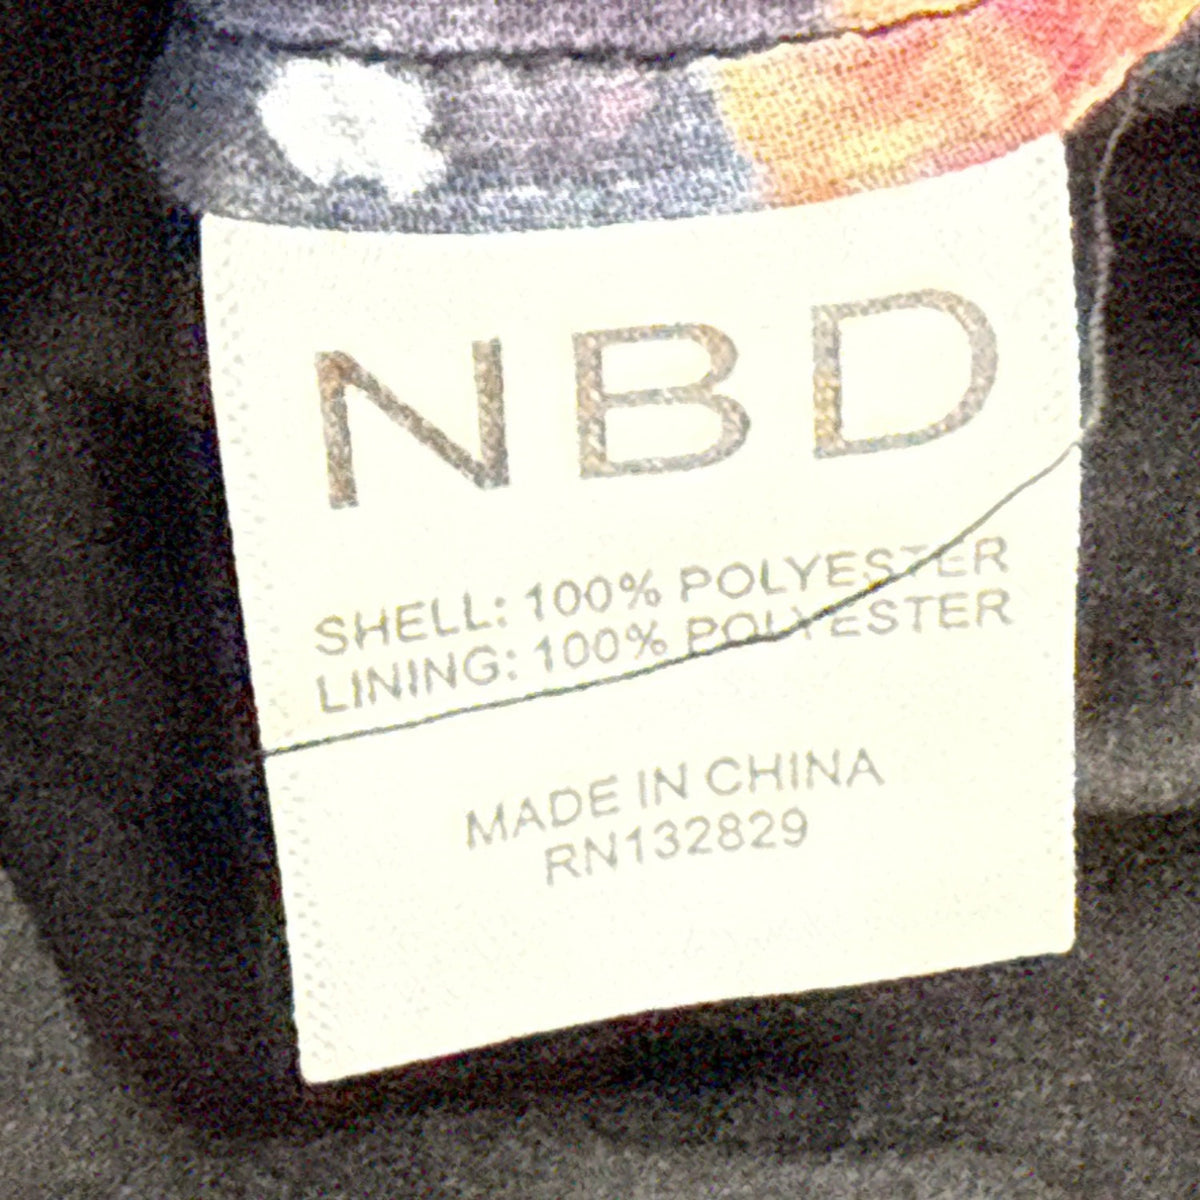 NBD
SHELL: 100% POLYESTER
LINING: 100% POLYESTER
MADE IN CHINA
RN132829